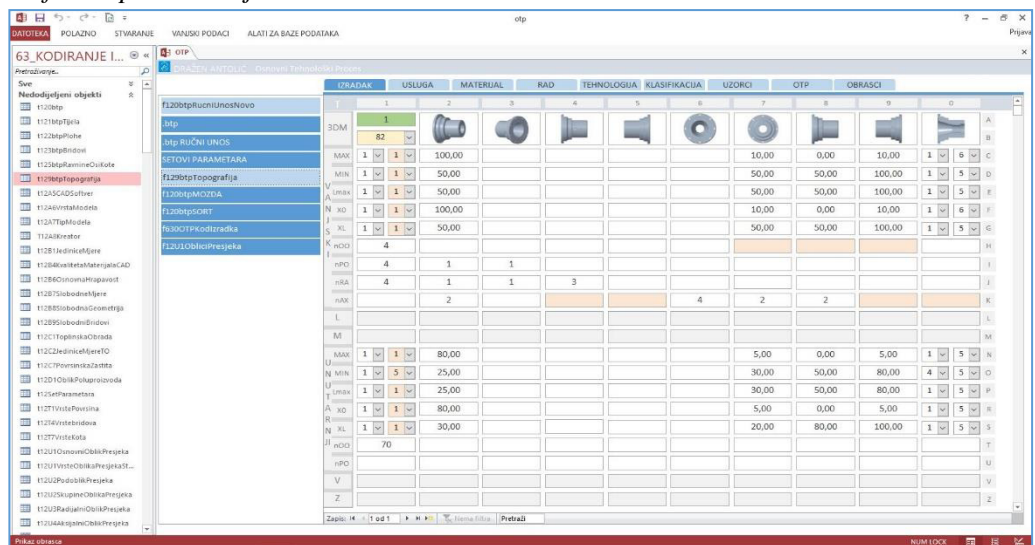 otp
DATOTEKA POLAZNO STVARANJE VANJSKI PODACI ALATI ZA BAZE PODATAKA Prijava
63_KODIRANJE I... OTP
Pretraživanje...
DRAŽEN ANTOLIĆ : Osnovni Tehnološki Proces
Sve
Nedodijeljeni objekti
t120btp
t121btpTijela
t122btpPlohe
t123btpBridovi
t125btpRavnineOsiKote
t129btpTopografija
t12A5CADSoftver
t12A6VrstaModela
t12A7TipModela
T12A8Kreator
t12B1JediniceMjere
t12B4KvalitetaMaterijalaCAD
t12B6OsnovnaHrapavost
t12B7SlobodneMjere
t12B8SlobodnaGeometrija
t12B9SlobodniBridovi
t12C1ToplinskaObrada
t12C2JediniceMjereTO
t12C7PovrsinskaZastita
t12D1OblikPoluproizvoda
t12SetParametara
t12T1VrstePovrsina
t12T4Vrstebridova
t12T7VrsteKota
t12U1OsnovniOblikPresjeka
t12U1VrsteOblikaPresjekaSt...
t12U2PodoblikPresjeka
t12U2SkupineOblikaPresjeka
t12U3RadijalniOblikPresjeka
t12U4AksijalniOblikPresjeka
f120btpRucniUnosNovo
.btp
.btp RUČNI UNOS
SETOVI PARAMETARA
f129btpTopografija
f120btpMOZDA
f120btpSORT
f630OTPKodIzradka
f12U1ObliciPresjeka
IZRADAK USLUGA MATERIJAL RAD TEHNOLOGIJA KLASIFIKACIJA UZORCI OTP OBRASCI
1 2 3 4 5 6 7 8 9 0
3DM 1 A
82 B
VANJSKI
MAX 1 1 100,00 10,00 0,00 10,00 1 6 C
MIN 1 1 50,00 50,00 50,00 100,00 1 5 D
Lmax 1 1 50,00 50,00 50,00 100,00 1 5 E
X0 1 1 100,00 10,00 0,00 10,00 1 6 F
XL 1 1 50,00 50,00 50,00 100,00 1 5 G
nOO 4 H
nPO 4 1 1 I
nRA 4 1 1 3 J
nAX 2 4 2 2 K
L L
M M
UNUTARNJI
MAX 1 1 80,00 5,00 0,00 5,00 1 5 N
MIN 1 5 25,00 30,00 50,00 80,00 4 5 O
Lmax 1 1 25,00 30,00 50,00 80,00 1 5 P
X0 1 1 80,00 5,00 0,00 5,00 1 5 R
XL 1 1 30,00 20,00 80,00 100,00 1 5 S
nOO 70 T
nPO U
V V
Z Z
Zapis: 1 od 1 Nema filtra Pretraži
Prikaz obrasca NUM LOCK